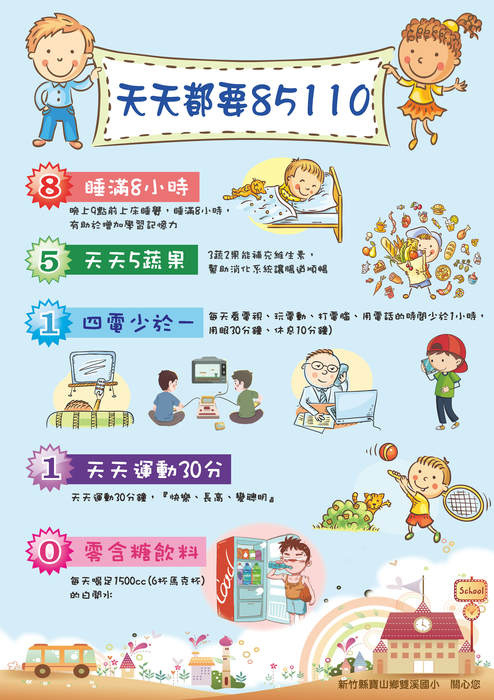 天天都要85110
8 睡滿8小時
晚上9點前上床睡覺，睡滿8小時，
有助於增加學習記憶力
5 天天5蔬果
3蔬2果能補充維生素，
幫助消化系統讓腸道順暢
1 四電少於一
每天看電視、玩電動、打電腦、用電話的時間少於1小時，
用眼30分鐘、休息10分鐘)
1 天天運動30分
天天運動30分鐘，『快樂、長高、變聰明』
0 零含糖飲料
每天喝足1500cc(6杯馬克杯)
的白開水
Cool
School
新竹縣寶山鄉雙溪國小 關心您